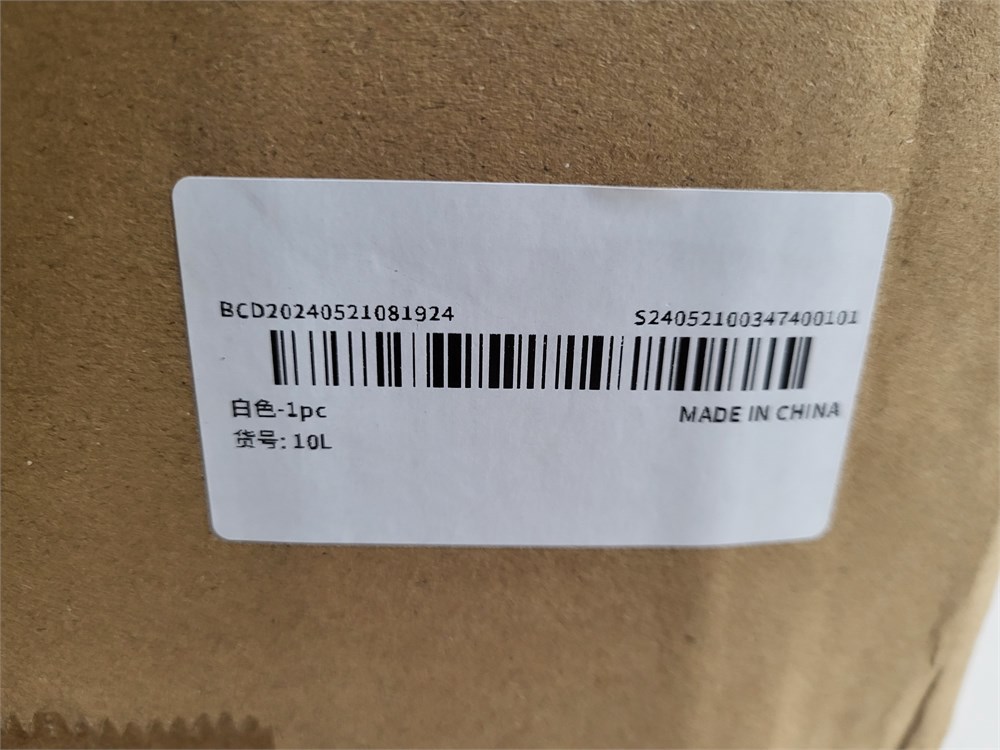 BCD20240521081924
S24052100347400101
白色-1pc
MADE IN CHINA
货号: 10L